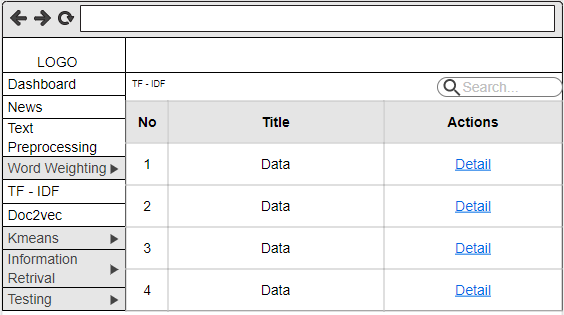 LOGO
Dashboard
News
Text
Preprocessing
Word Weighting
TF - IDF
Doc2vec
Kmeans
Information
Retrival
Testing
TF - IDF
Search...
No Title Actions
1 Data Detail
2 Data Detail
3 Data Detail
4 Data Detail